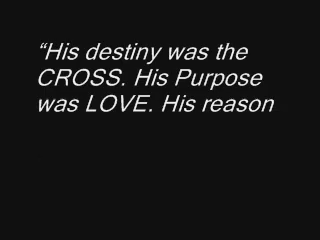 “His destiny was the
CROSS. His Purpose
was LOVE. His reason